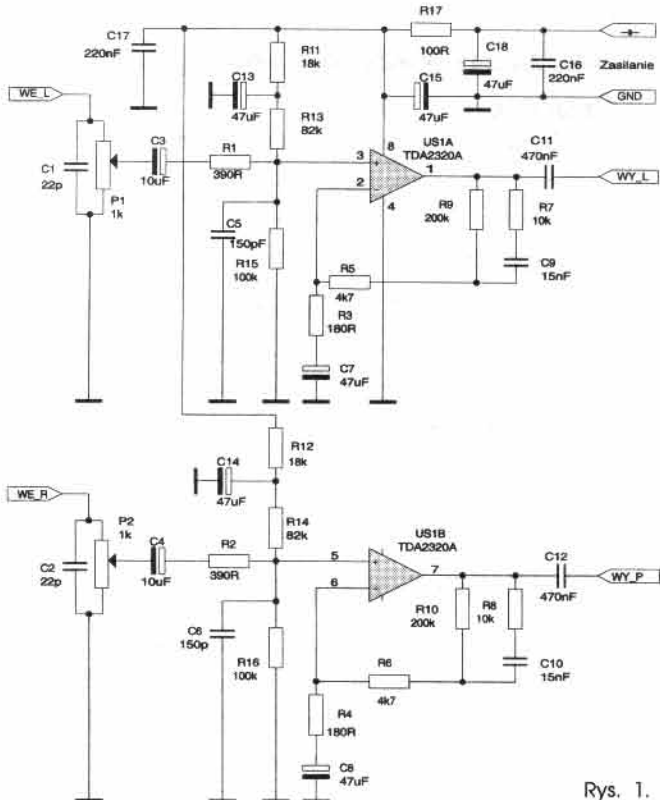 R17
100R
C17
220nF
R11
18k
C18
47uF
C16
220nF
Zasilanie
C13
47uF
C15
47uF
GND
WE_L
R13
82k
US1A
TDA2320A
C11
470nF
C3
10uF
R1
390R
3
8
2
1
4
WY_L
C1
22p
P1
1k
R9
200k
R7
10k
C5
150pF
R15
100k
R5
4k7
C9
15nF
R3
180R
C7
47uF
R12
18k
C14
47uF
WE_R
R14
82k
US1B
TDA2320A
P2
1k
C4
10uF
R2
390R
5
6
7
C12
470nF
WY_P
C2
22p
R10
200k
R8
10k
C6
150p
R16
100k
R6
4k7
C10
15nF
R4
180R
C8
47uF
Rys. 1.